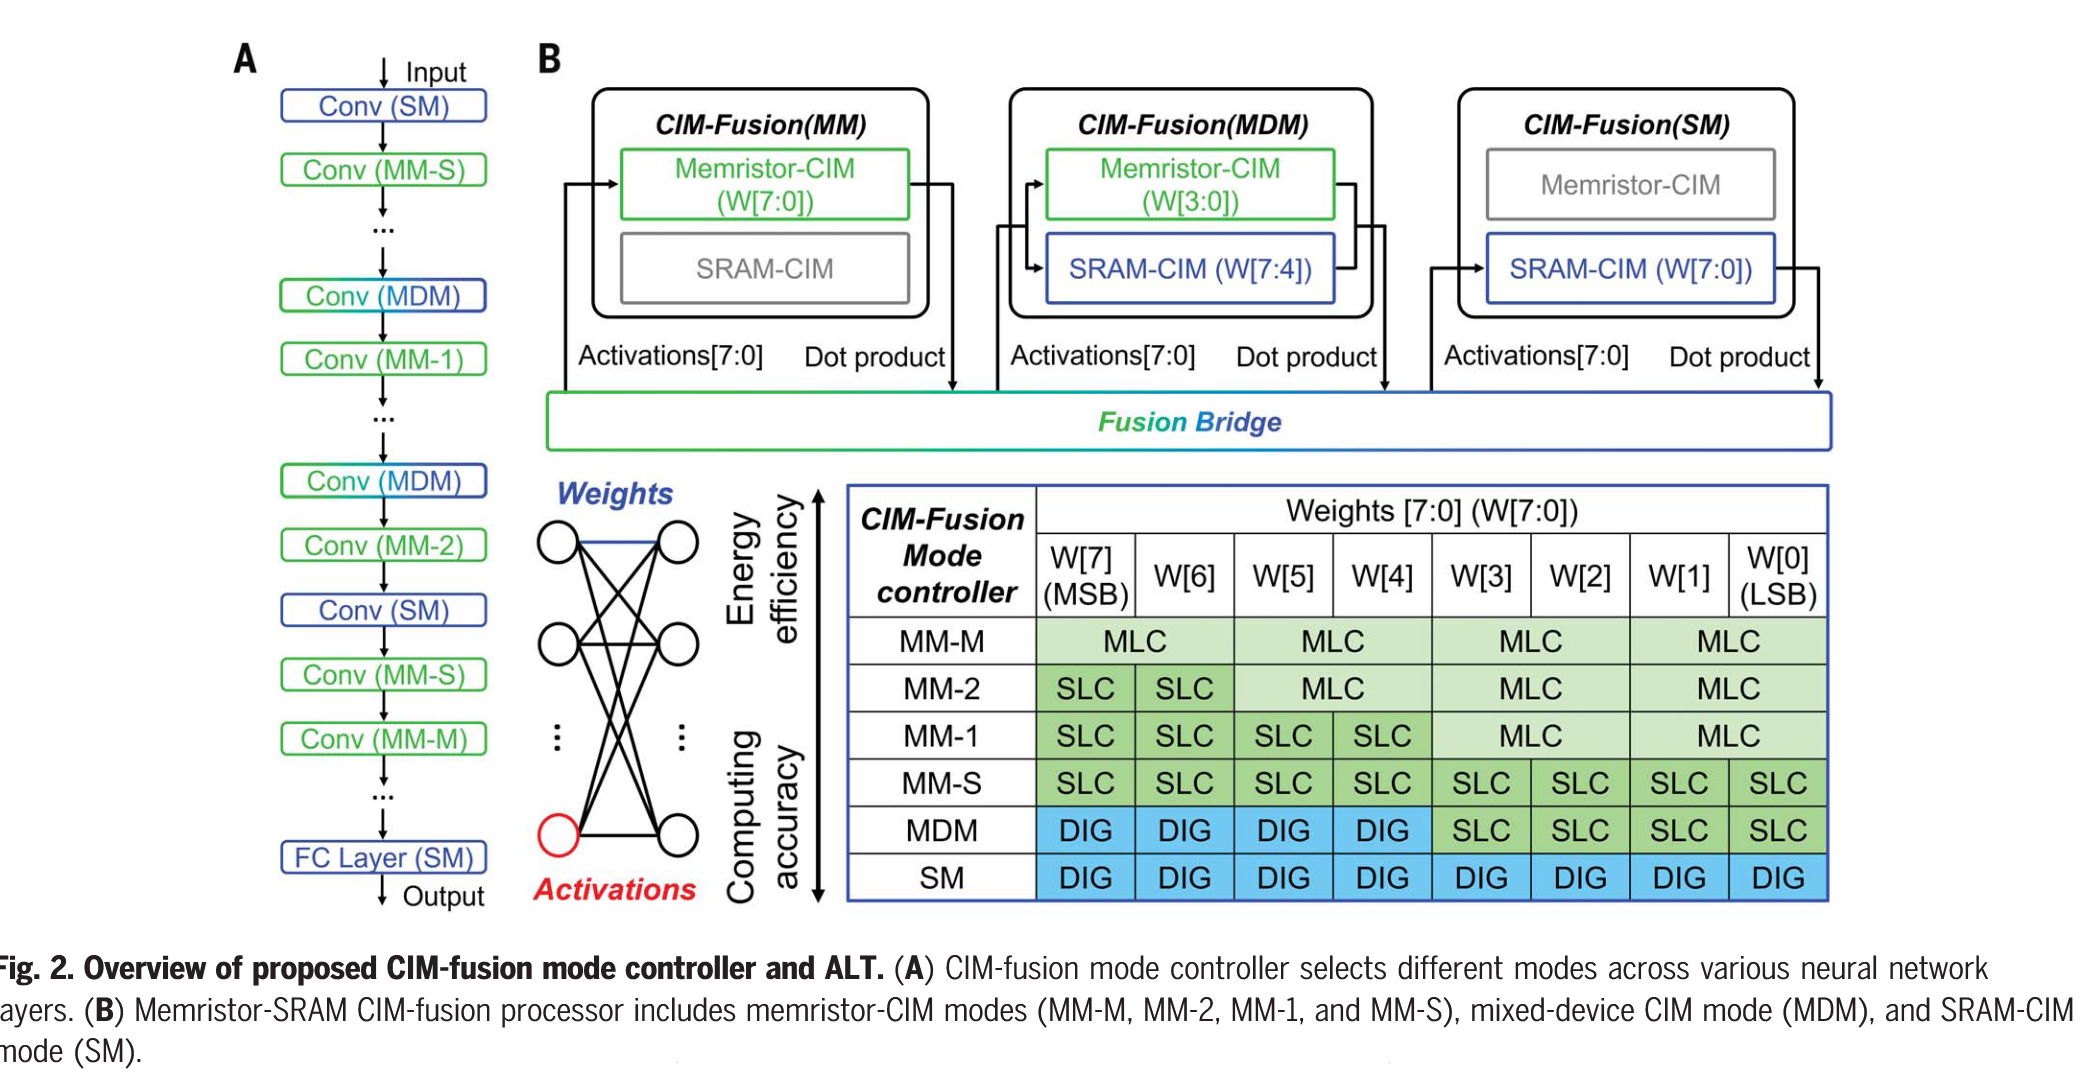 A
Input
Conv (SM)
Conv (MM-S)
...
Conv (MDM)
Conv (MM-1)
...
Conv (MDM)
Conv (MM-2)
Conv (SM)
Conv (MM-S)
Conv (MM-M)
...
FC Layer (SM)
Output
B
CIM-Fusion(MM)
Memristor-CIM
(W[7:0])
SRAM-CIM
Activations[7:0]
Dot product
CIM-Fusion(MDM)
Memristor-CIM
(W[3:0])
SRAM-CIM (W[7:4])
Activations[7:0]
Dot product
CIM-Fusion(SM)
Memristor-CIM
SRAM-CIM (W[7:0])
Activations[7:0]
Dot product
Fusion Bridge
Weights
Activations
Energy
efficiency
Computing
accuracy
CIM-Fusion
Mode
controller
Weights [7:0] (W[7:0])
W[7]
(MSB)
W[6]
W[5]
W[4]
W[3]
W[2]
W[1]
W[0]
(LSB)
MM-M MLC MLC MLC MLC
MM-2 SLC SLC MLC MLC MLC
MM-1 SLC SLC SLC SLC MLC MLC
MM-S SLC SLC SLC SLC SLC SLC SLC SLC
MDM DIG DIG DIG DIG SLC SLC SLC SLC
SM DIG DIG DIG DIG DIG DIG DIG DIG
Fig. 2. Overview of proposed CIM-fusion mode controller and ALT. (A) CIM-fusion mode controller selects different modes across various neural network
layers. (B) Memristor-SRAM CIM-fusion processor includes memristor-CIM modes (MM-M, MM-2, MM-1, and MM-S), mixed-device CIM mode (MDM), and SRAM-CIM
mode (SM).